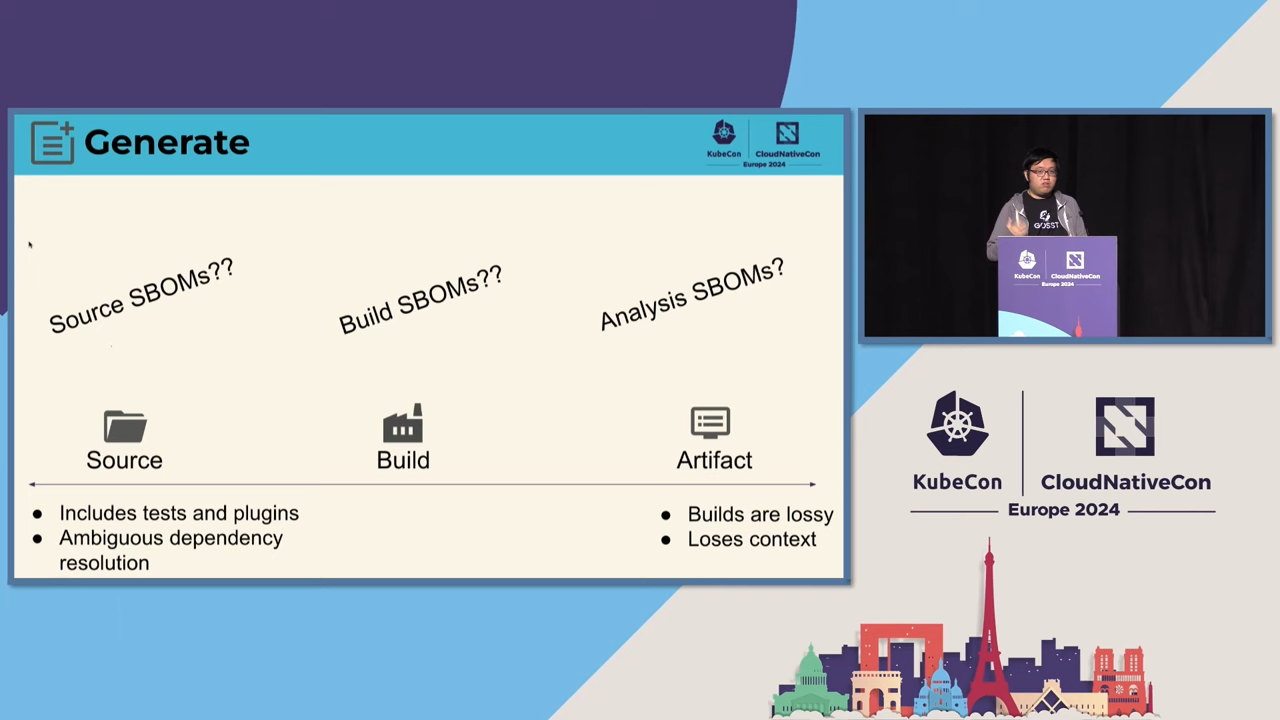 Generate
KubeCon
CloudNativeCon
Europe 2024
Source SBOMs??
Build SBOMs??
Analysis SBOMs?
Source
Build
Artifact
● Includes tests and plugins
● Ambiguous dependency
resolution
● Builds are lossy
● Loses context
GOSST
KubeCon
CloudNativeCon
Europe 2024
KubeCon
CloudNativeCon
Europe 2024